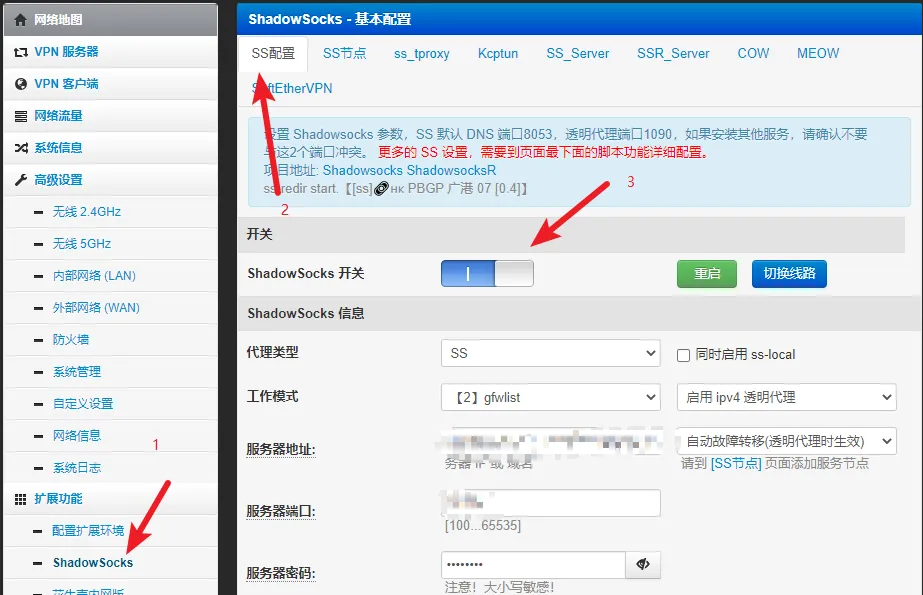 网络地图
VPN 服务器
VPN 客户端
网络流量
系统信息
高级设置
无线 2.4GHz
无线 5GHz
内部网络 (LAN)
外部网络 (WAN)
防火墙
系统管理
自定义设置
网络信息
1
系统日志
扩展功能
配置扩展环境
ShadowSocks
花生壳内网版
ShadowSocks - 基本配置
SS配置 SS节点 ss_tproxy Kcptun SS_Server SSR_Server COW MEOW
SoftEtherVPN
设置 Shadowsocks 参数，SS 默认 DNS 端口8053，透明代理端口1090，如果安装其他服务，请确认不要
与这2个端口冲突。 更多的 SS 设置，需要到页面最下面的脚本功能详细配置。
项目地址: Shadowsocks ShadowsocksR
ss-redir start.【[ss]🔗HK PBGP 广港 07 [0.4]】
2
3
开关
ShadowSocks 开关 重启 切换线路
ShadowSocks 信息
代理类型 SS 同时启用 ss-local
工作模式 【2】gfwlist 启用 ipv4 透明代理
服务器地址: 自动故障转移(透明代理时生效)
务器 IP 或 域名 请到 [SS节点] 页面添加服务节点
服务器端口:
[100...65535]
服务器密码: ••••••••
注意！大小写敏感!